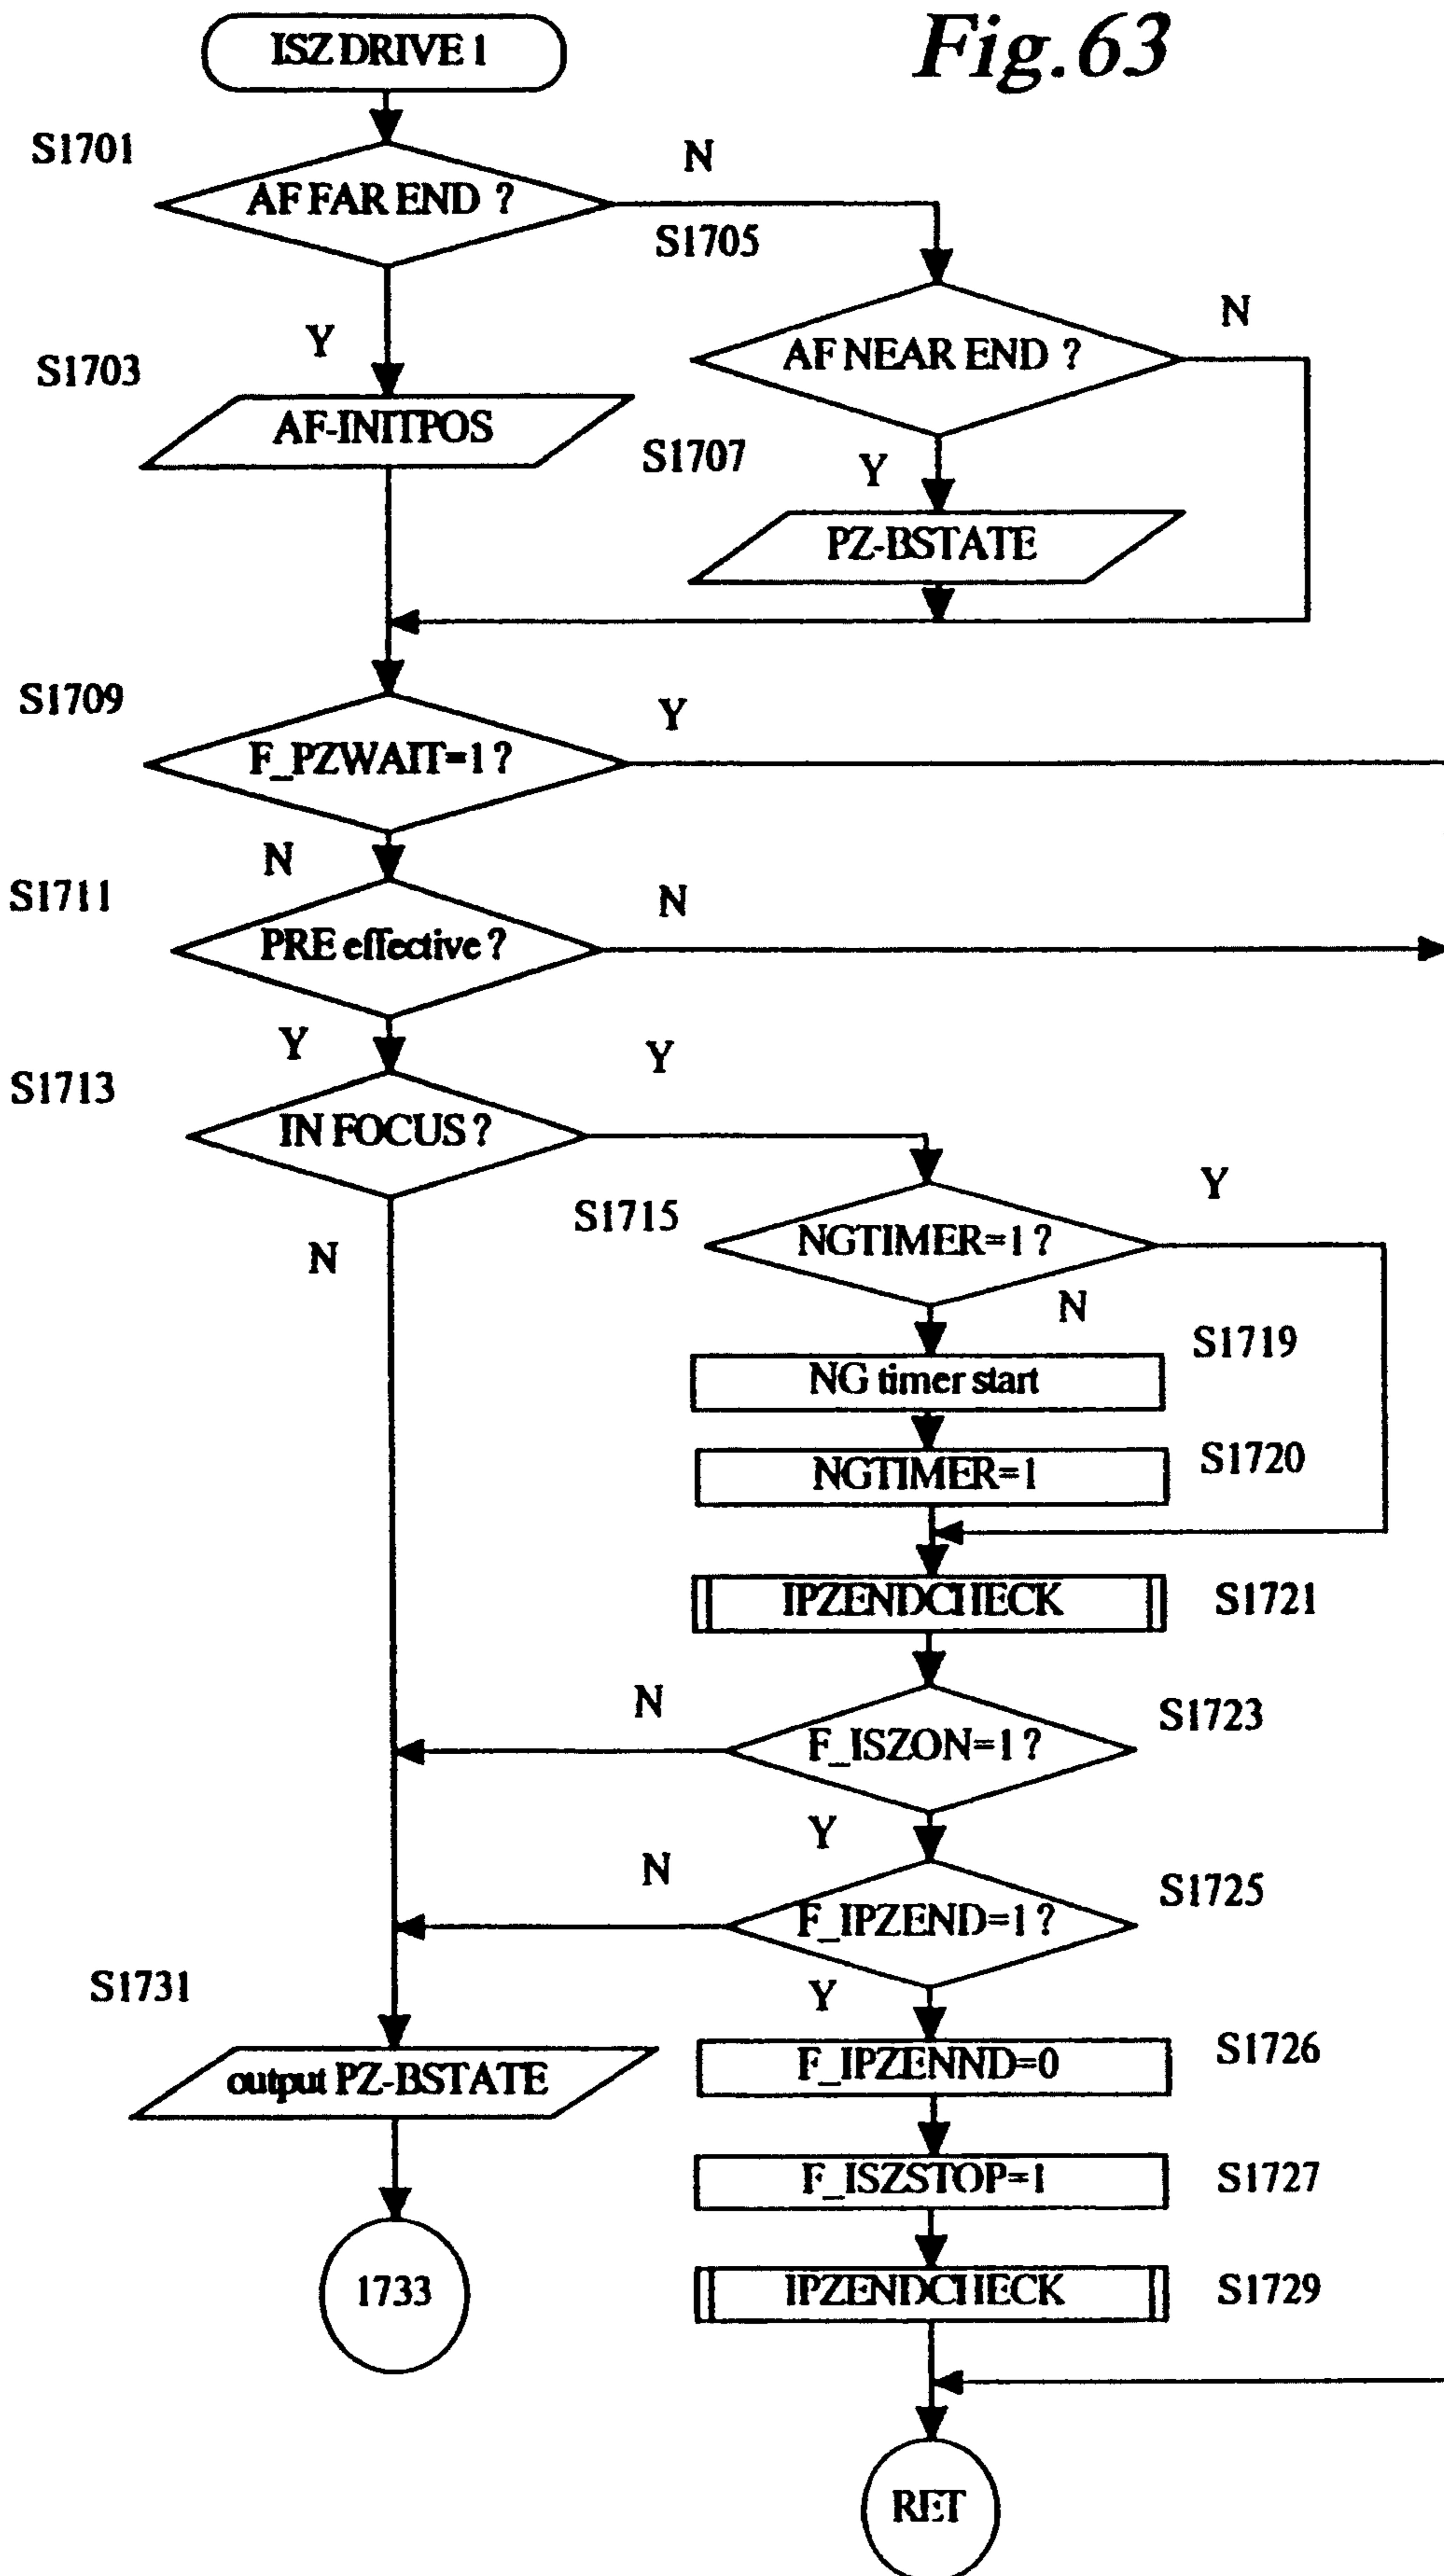 Fig.63
ISZ DRIVE 1
S1701
AF FAR END ?
N
Y
S1703
AF-INITPOS
S1705
AF NEAR END ?
N
Y
S1707
PZ-BSTATE
S1709
F_PZWAIT=1 ?
Y
N
S1711
PRE effective ?
N
Y
S1713
IN FOCUS ?
Y
N
S1715
NGTIMER=1 ?
Y
N
S1719
NG timer start
S1720
NGTIMER=1
IPZENDCHECK
S1721
N
F_ISZON=1 ?
S1723
Y
N
F_IPZEND=1 ?
S1725
Y
S1731
output PZ-BSTATE
1733
F_IPZENND=0
S1726
F_ISZSTOP=1
S1727
IPZENDCHECK
S1729
RET